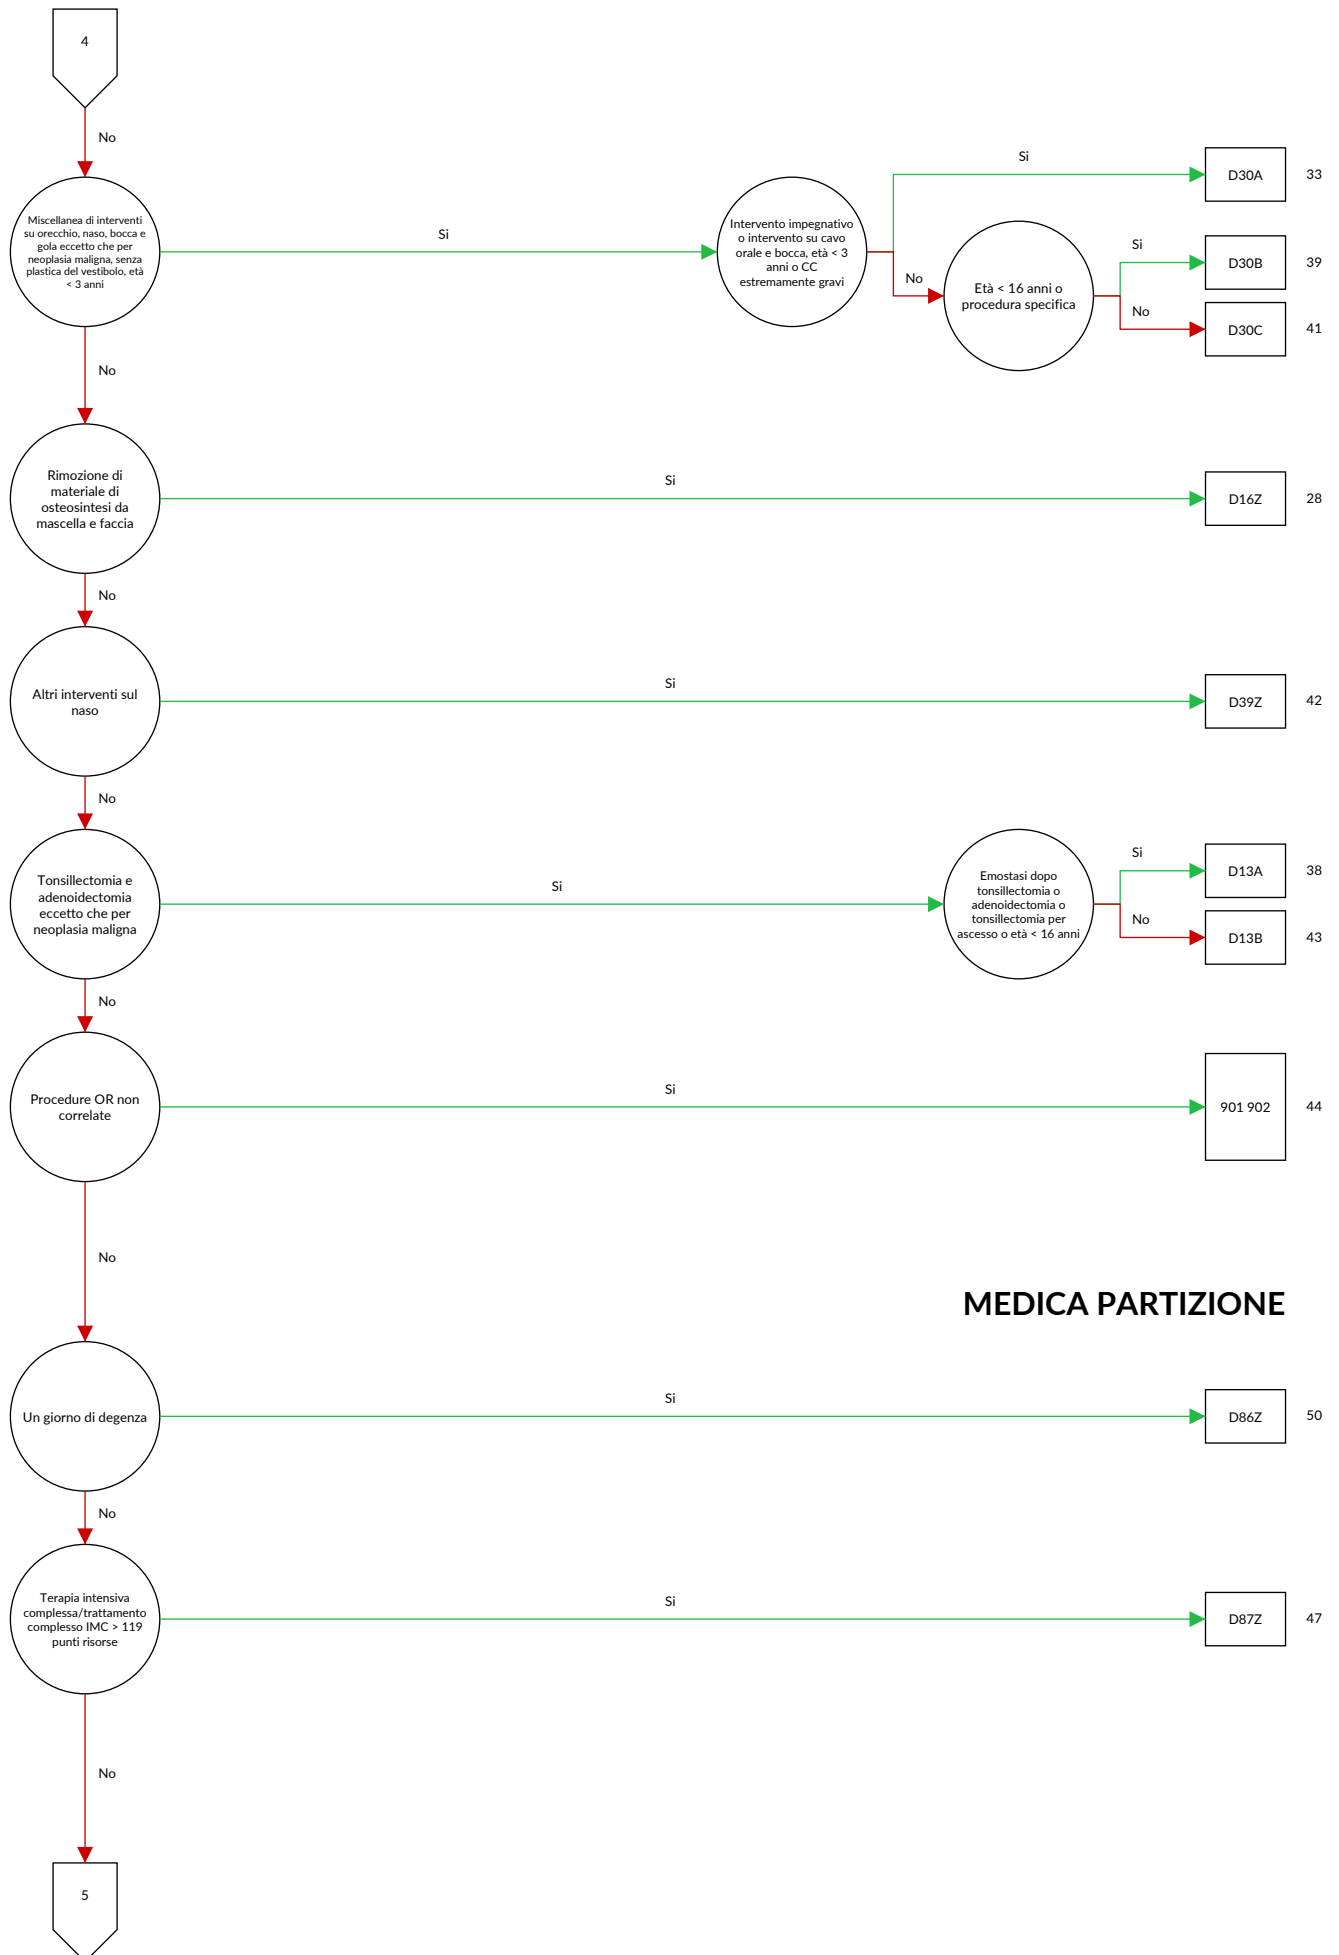 4
No
Miscellanea di interventi
su orecchio, naso, bocca e
gola eccetto che per
neoplasia maligna, senza
plastica del vestibolo, età
< 3 anni
Si
Intervento impegnativo
o intervento su cavo
orale e bocca, età < 3
anni o CC
estremamente gravi
Si
D30A 33
No
Età < 16 anni o
procedura specifica
Si
D30B 39
No
D30C 41
No
Rimozione di
materiale di
osteosintesi da
mascella e faccia
Si
D16Z 28
No
Altri interventi sul
naso
Si
D39Z 42
No
Tonsillectomia e
adenoidectomia
eccetto che per
neoplasia maligna
Si
Emostasi dopo
tonsillectomia o
adenoidectomia o
tonsillectomia per
ascesso o età < 16 anni
Si
D13A 38
No
D13B 43
No
Procedure OR non
correlate
Si
901 902 44
No
MEDICA PARTIZIONE
Un giorno di degenza
Si
D86Z 50
No
Terapia intensiva
complessa/trattamento
complesso IMC > 119
punti risorse
Si
D87Z 47
No
5